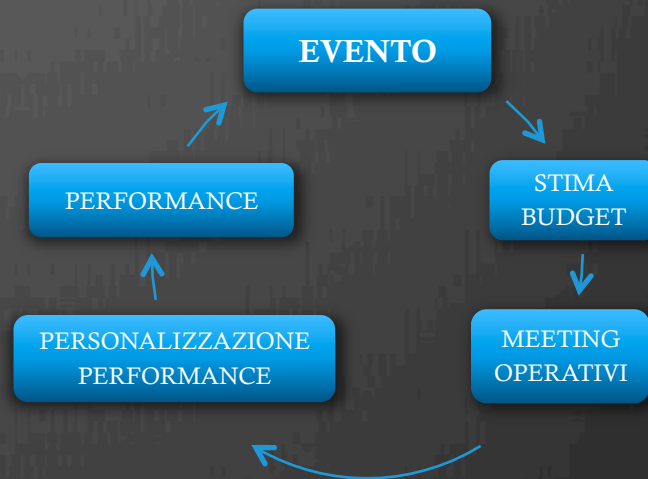 EVENTO
STIMA
BUDGET
MEETING
OPERATIVI
PERSONALIZZAZIONE
PERFORMANCE
PERFORMANCE